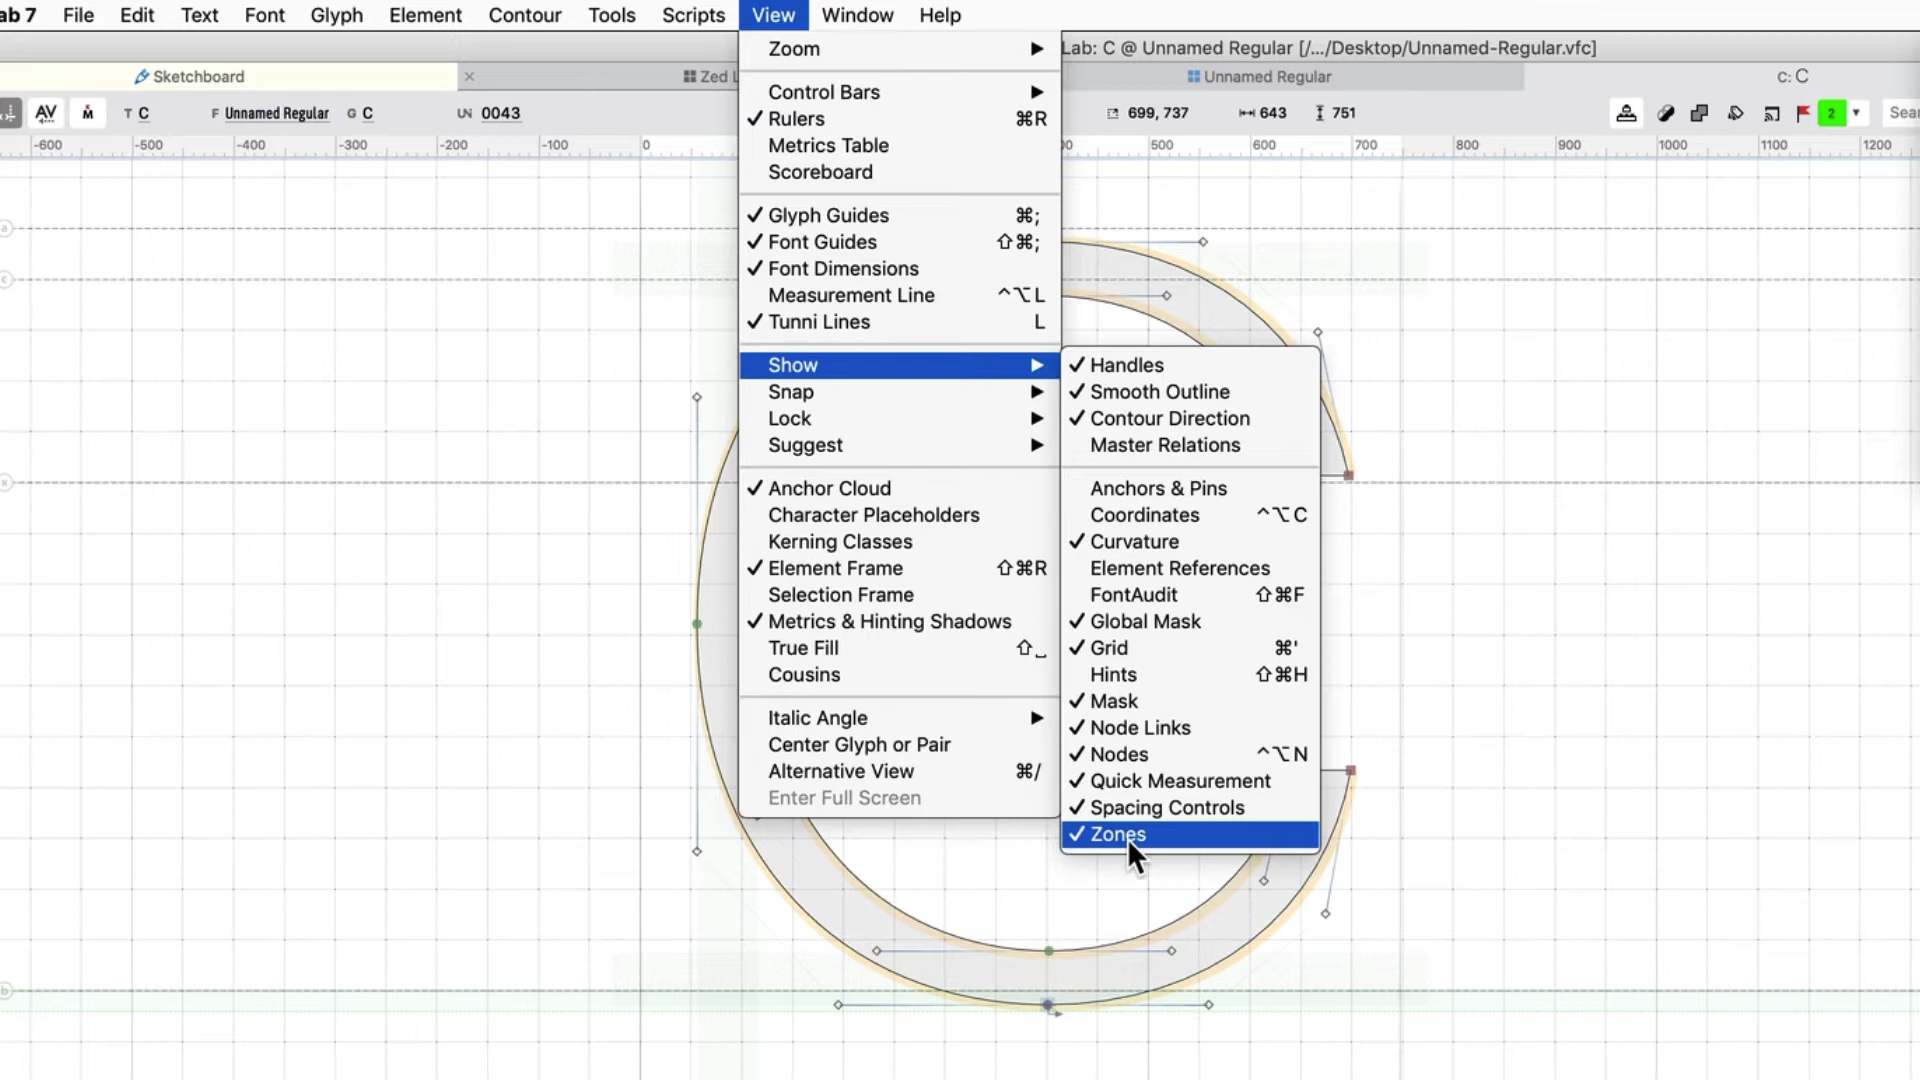 ab 7 File Edit Text Font Glyph Element Contour Tools Scripts View Window Help
Lab: C @ Unnamed Regular [/.../Desktop/Unnamed-Regular.vfc]
Sketchboard
Zed L
Unnamed Regular
c: C
T C F Unnamed Regular G C UN 0043
699, 737 643 751
2
Sear
-600 -500 -400 -300 -200 -100 0 500 600 700 800 900 1000 1100 1200
Zoom
Control Bars
Rulers ⌘R
Metrics Table
Scoreboard
Glyph Guides ⌘;
Font Guides ⇧⌘;
Font Dimensions
Measurement Line ^⌥L
Tunni Lines L
Show
Snap
Lock
Suggest
Anchor Cloud
Character Placeholders
Kerning Classes
Element Frame ⇧⌘R
Selection Frame
Metrics & Hinting Shadows
True Fill ⇧⎵
Cousins
Italic Angle
Center Glyph or Pair
Alternative View ⌘/
Enter Full Screen
Handles
Smooth Outline
Contour Direction
Master Relations
Anchors & Pins
Coordinates ^⌥C
Curvature
Element References
FontAudit ⇧⌘F
Global Mask
Grid ⌘'
Hints ⇧⌘H
Mask
Node Links
Nodes ^⌥N
Quick Measurement
Spacing Controls
Zones